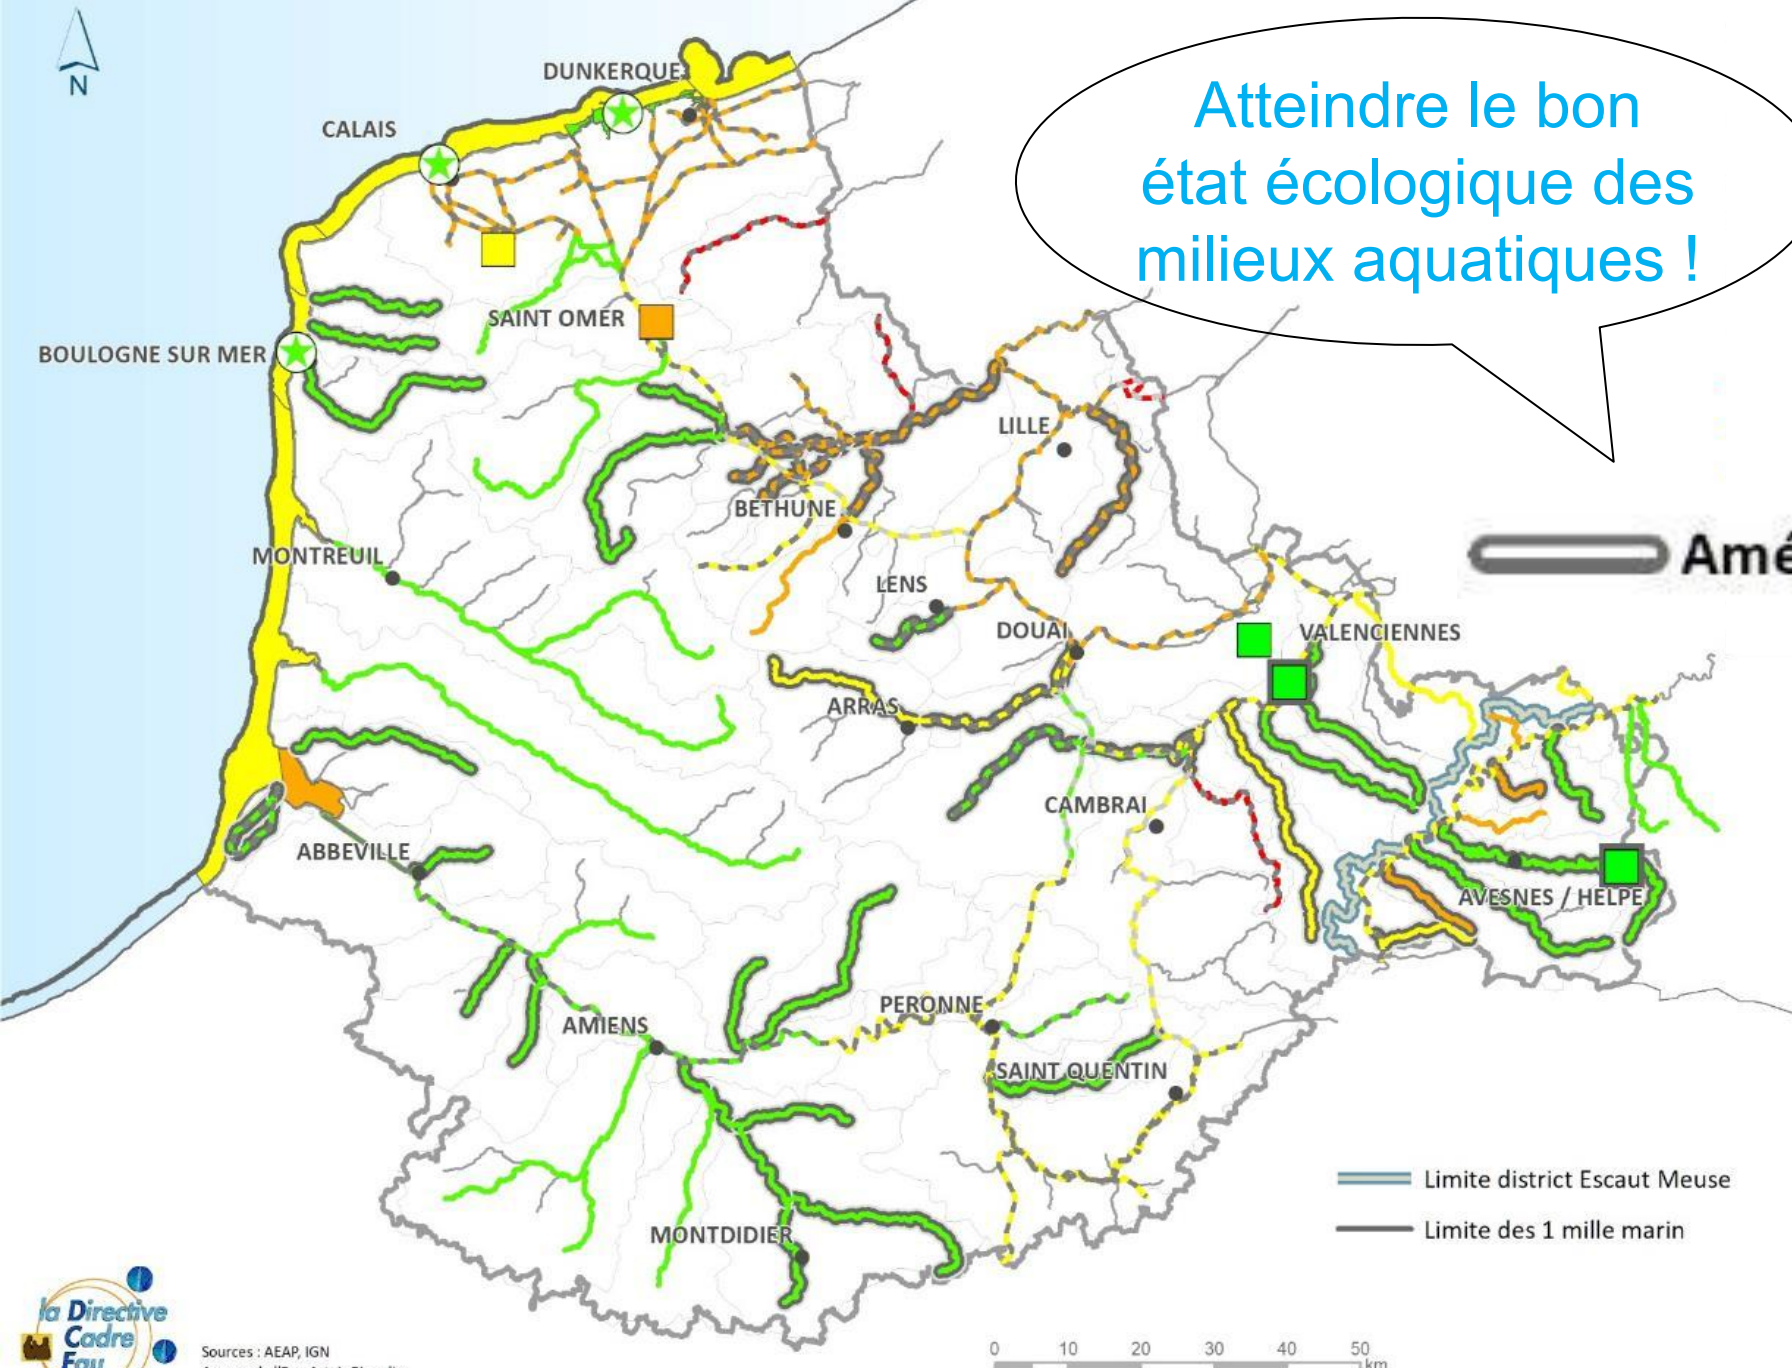 N
DUNKERQUE
CALAIS
Atteindre le bon
état écologique des
milieux aquatiques !
SAINT OMER
BOULOGNE SUR MER
LILLE
BETHUNE
Amé
MONTREUIL
LENS
DOUAI
VALENCIENNES
ARRAS
CAMBRAI
ABBEVILLE
AVESNES / HELPE
PERONNE
AMIENS
SAINT QUENTIN
MONTDIDIER
Limite district Escaut Meuse
Limite des 1 mille marin
la Directive
Cadre
Eau
Sources : AEAP, IGN
0 10 20 30 40 50
km